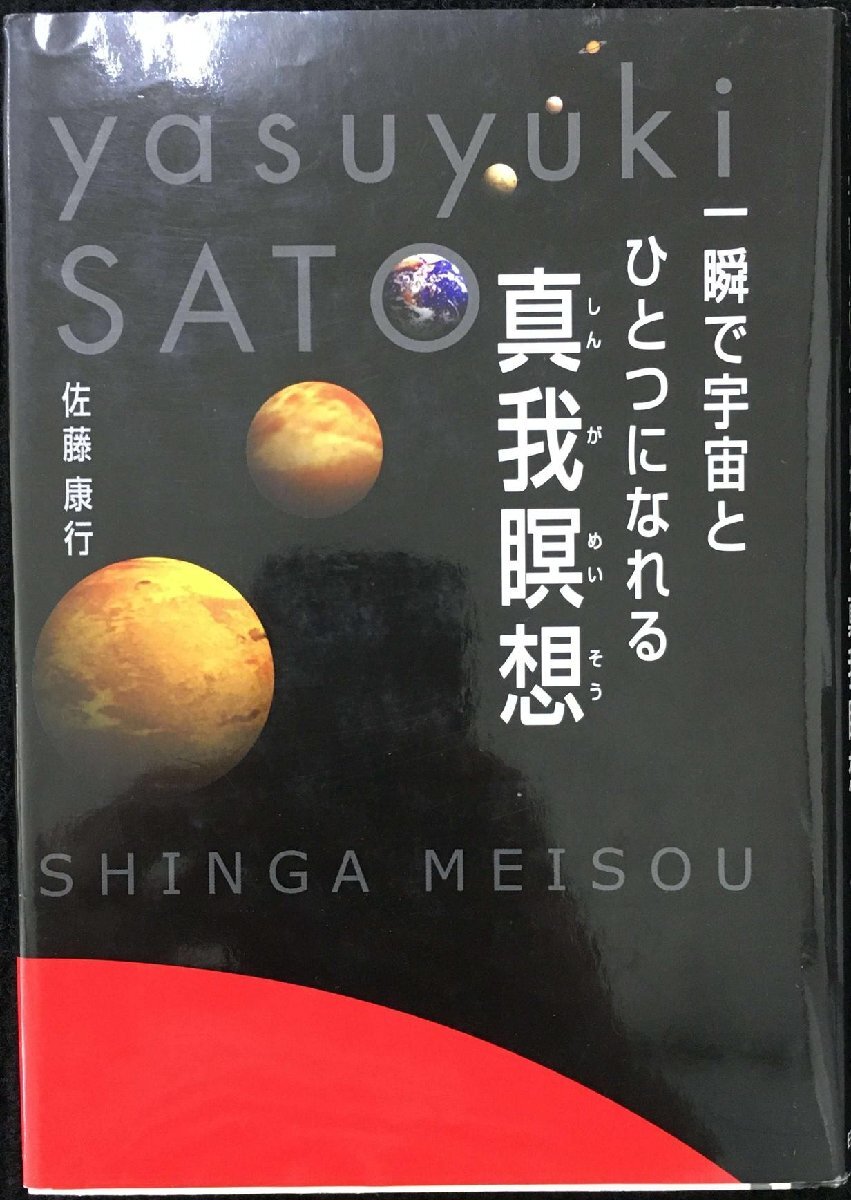 yasuyuki
SATO
一瞬で宇宙と
ひとつになれる
真我瞑想
しん が めい そう
佐藤康行
SHINGA MEISOU